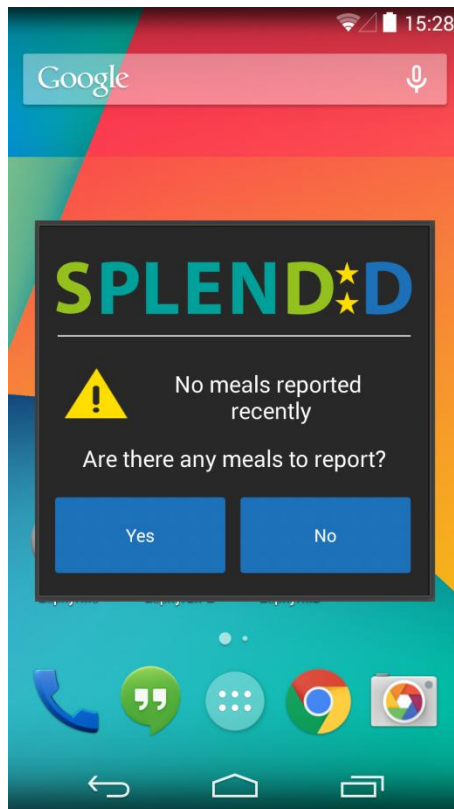 15:28
Google
SPLENDID
No meals reported
recently
Are there any meals to report?
Yes
No